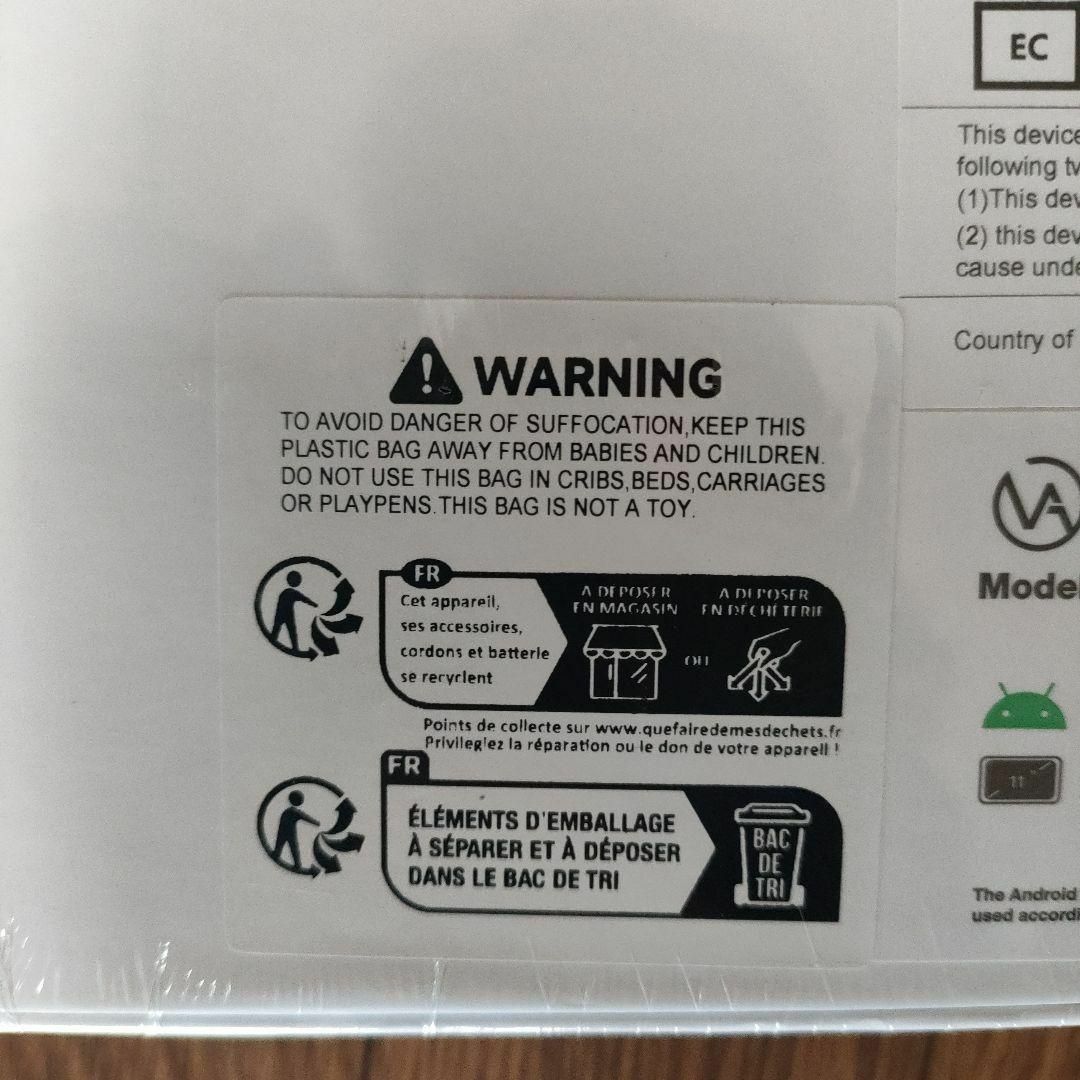 EC
This device
following tw
(1)This dev
(2) this dev
cause unde
Country of
WARNING
TO AVOID DANGER OF SUFFOCATION,KEEP THIS
PLASTIC BAG AWAY FROM BABIES AND CHILDREN.
DO NOT USE THIS BAG IN CRIBS,BEDS,CARRIAGES
OR PLAYPENS.THIS BAG IS NOT A TOY.
VA
Model
FR
Cet appareil,
ses accessoires,
cordons et batterie
se recyclent
A DEPOSER
EN MAGASIN
OU
A DEPOSER
EN DÉCHÈTERIE
Points de collecte sur www.quefairedemesdechets.fr
Privilegiez la réparation ou le don de votre appareil !
11"
FR
ÉLÉMENTS D'EMBALLAGE
À SÉPARER ET À DÉPOSER
DANS LE BAC DE TRI
BAC
DE
TRI
The Android
used accordi